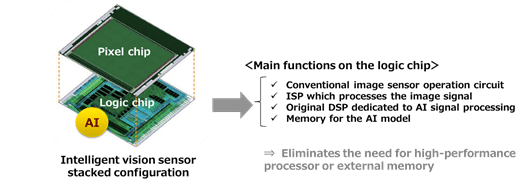 Pixel chip
Logic chip
AI
Intelligent vision sensor
stacked configuration
<Main functions on the logic chip>
✓ Conventional image sensor operation circuit
✓ ISP which processes the image signal
✓ Original DSP dedicated to AI signal processing
✓ Memory for the AI model
⇒ Eliminates the need for high-performance
processor or external memory